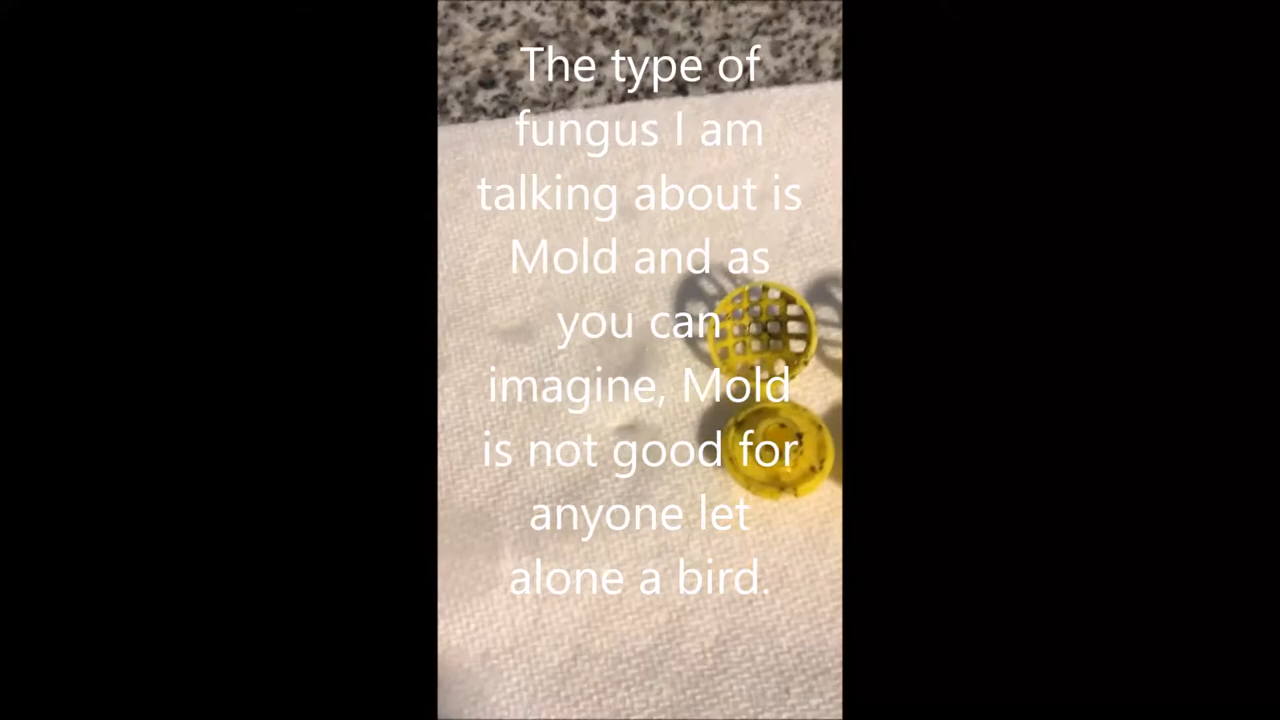 The type of
fungus I am
talking about is
Mold and as
you can
imagine, Mold
is not good for
anyone let
alone a bird.